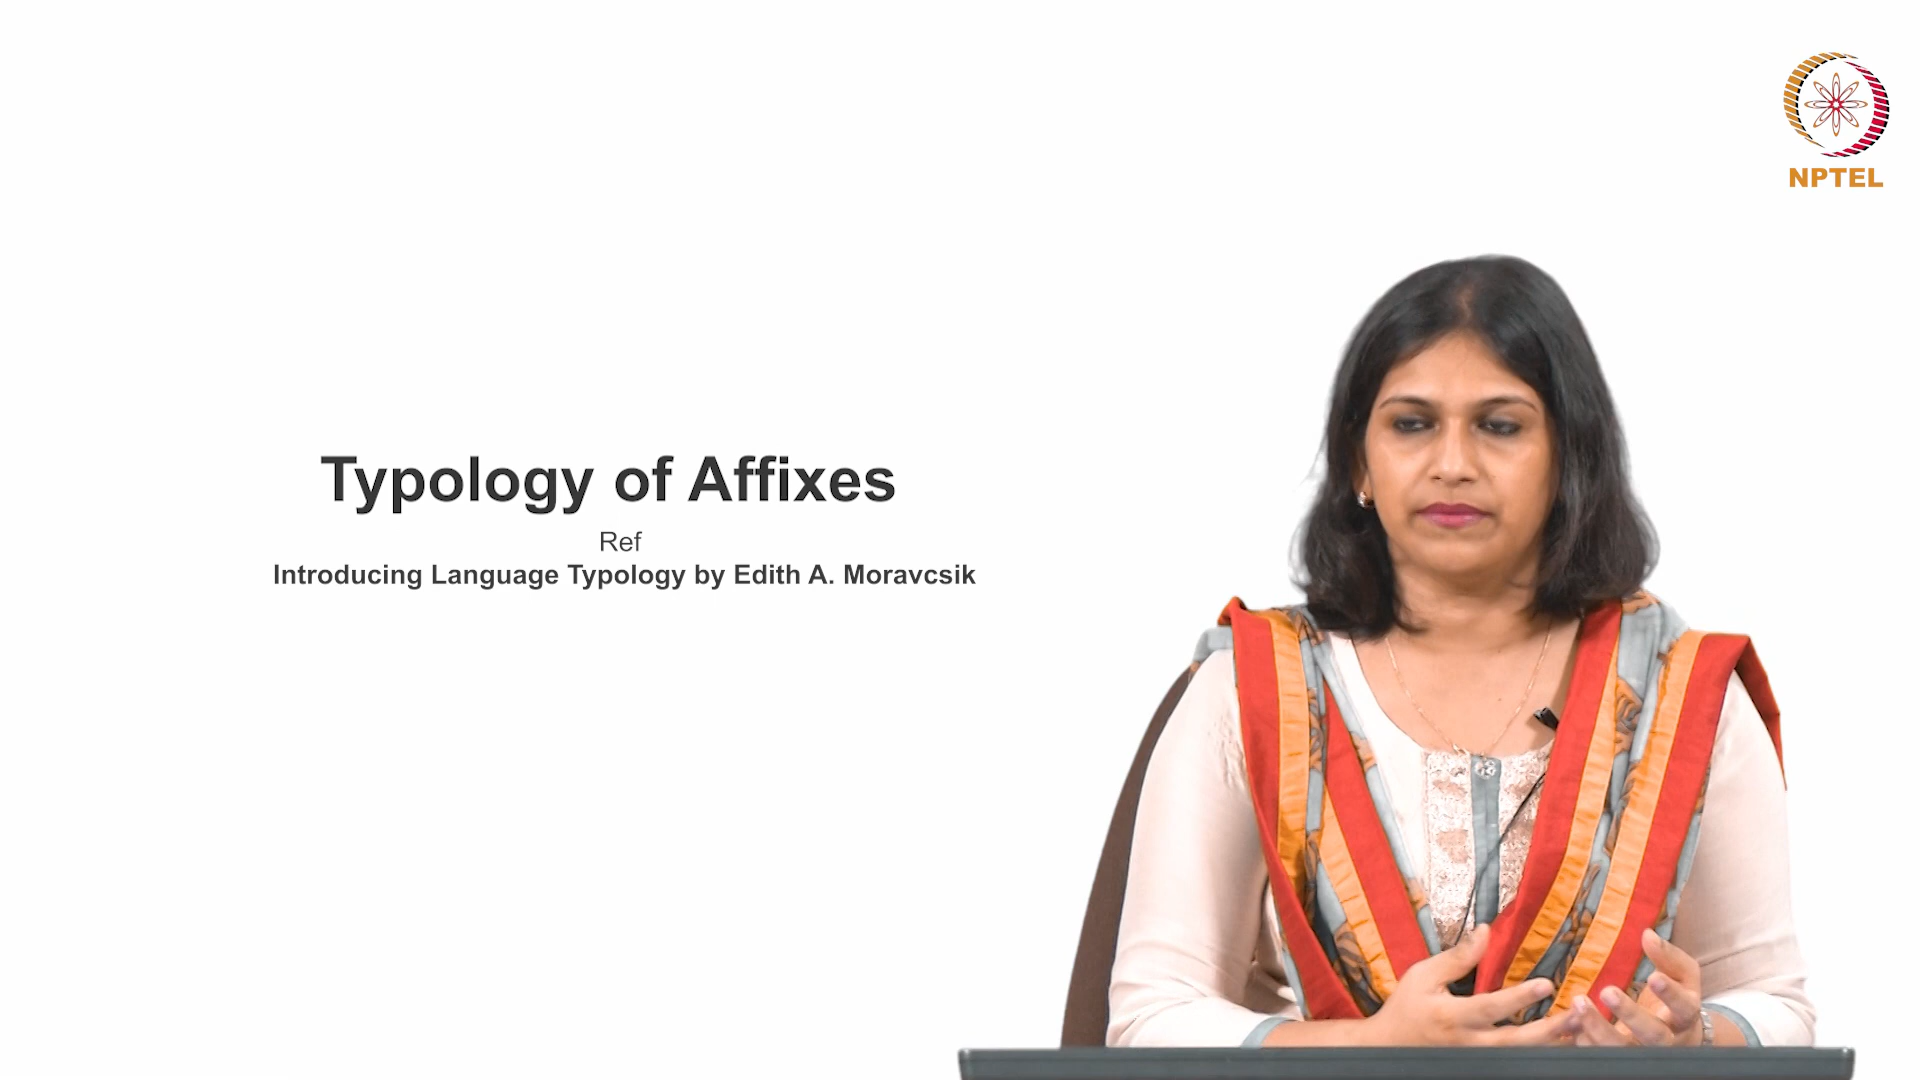 NPTEL
Typology of Affixes
Ref
Introducing Language Typology by Edith A. Moravcsik